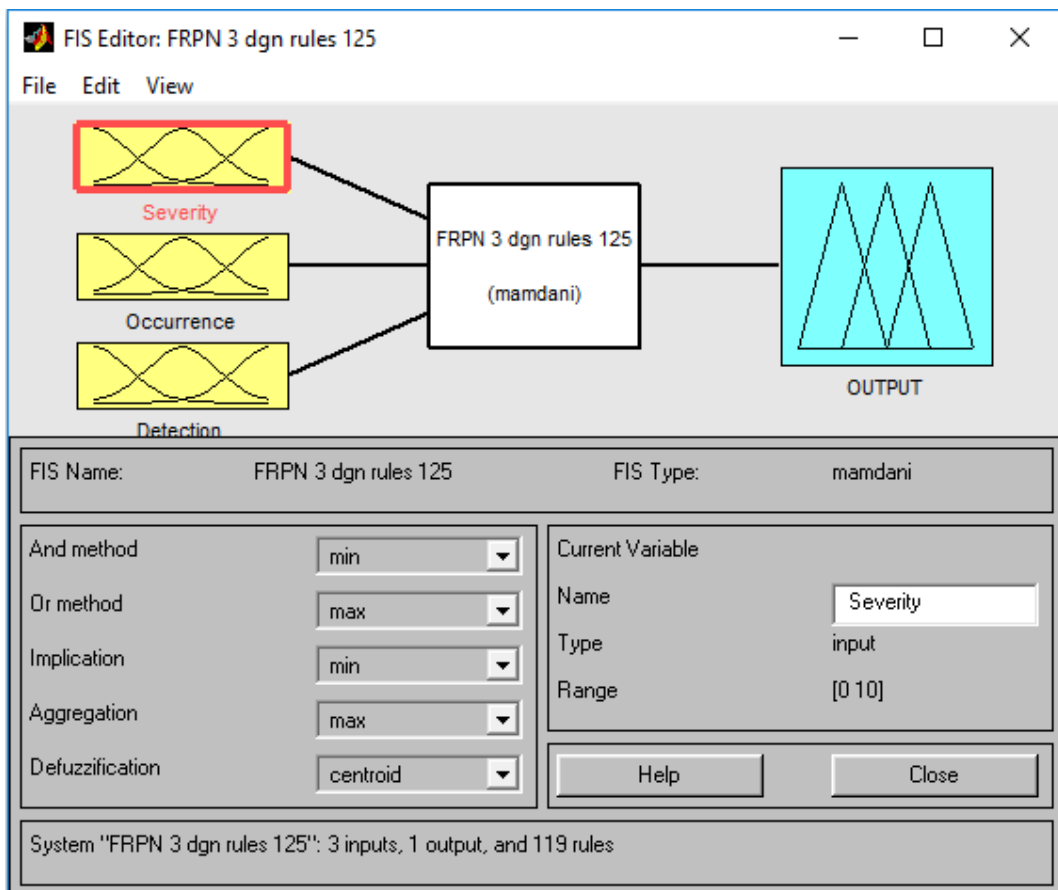 FIS Editor: FRPN 3 dgn rules 125
File Edit View
Severity
Occurrence
Detection
FRPN 3 dgn rules 125
(mamdani)
OUTPUT
FIS Name: FRPN 3 dgn rules 125 FIS Type: mamdani
And method min
Or method max
Implication min
Aggregation max
Defuzzification centroid
Current Variable
Name Severity
Type input
Range [0 10]
Help Close
System "FRPN 3 dgn rules 125": 3 inputs, 1 output, and 119 rules